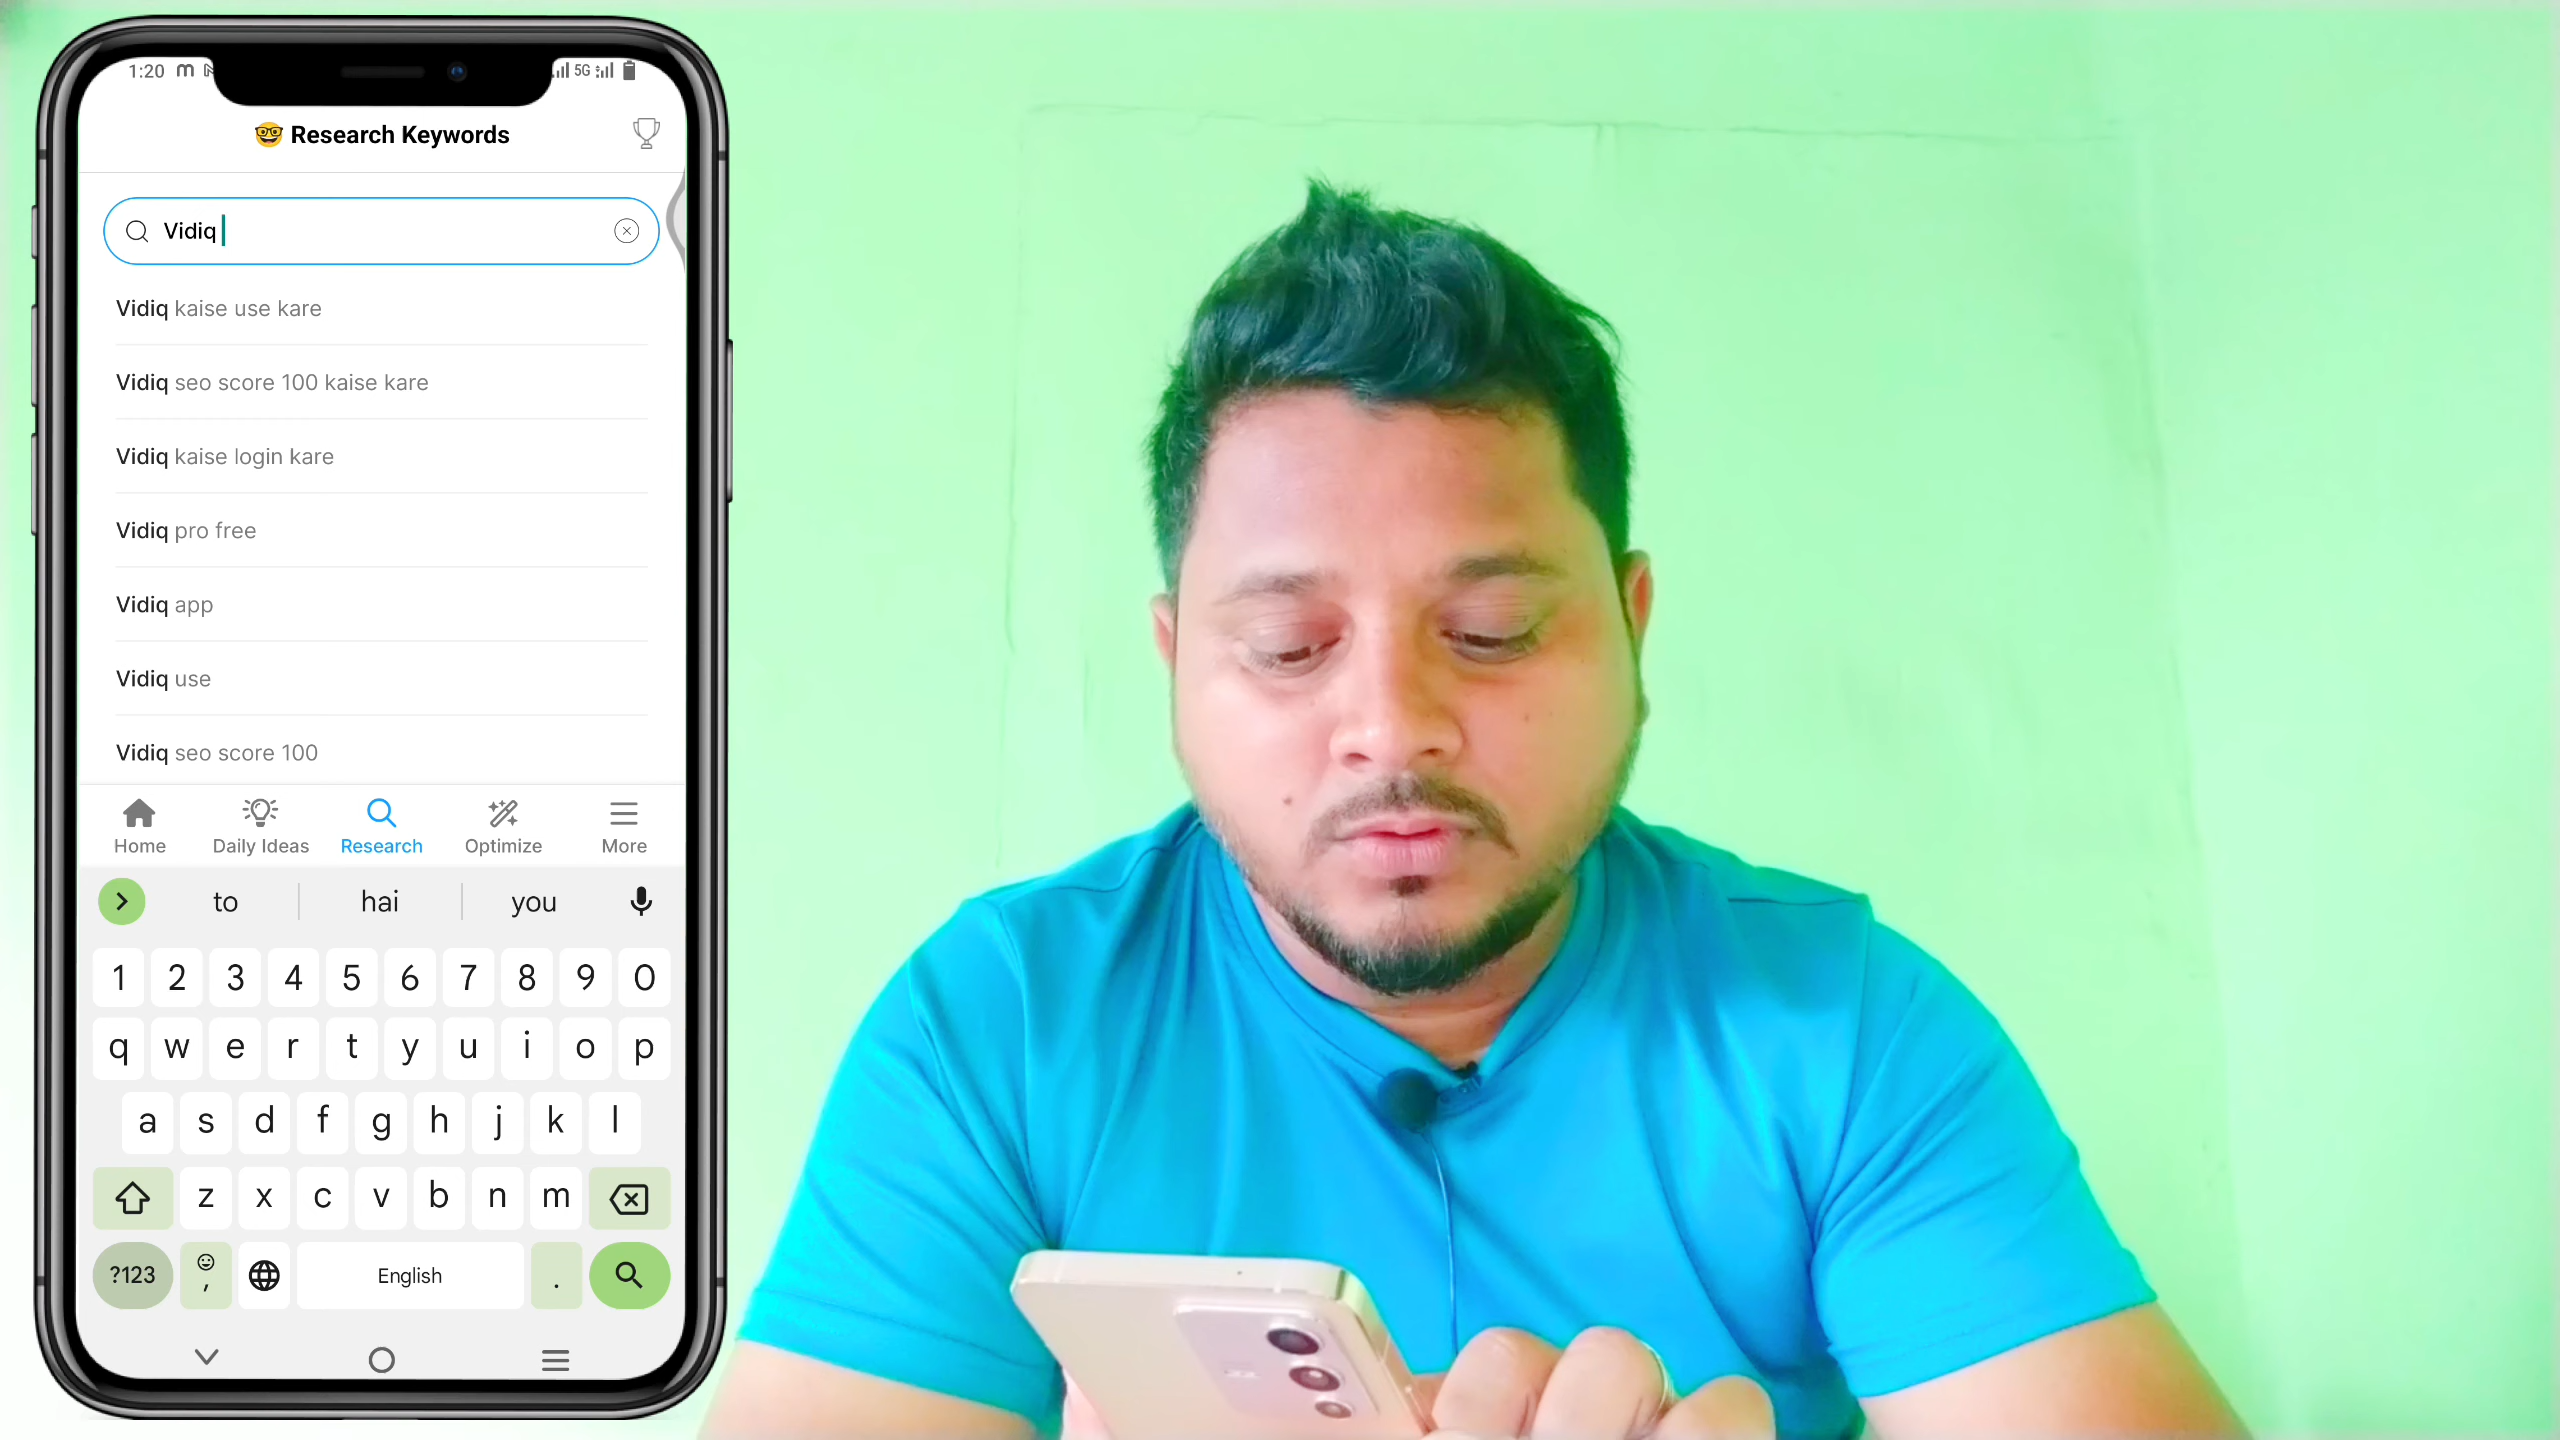 1:20 m 5G
🤓 Research Keywords
Vidiq
Vidiq kaise use kare
Vidiq seo score 100 kaise kare
Vidiq kaise login kare
Vidiq pro free
Vidiq app
Vidiq use
Vidiq seo score 100
Home Daily Ideas Research Optimize More
to hai you
1 2 3 4 5 6 7 8 9 0
q w e r t y u i o p
a s d f g h j k l
z x c v b n m
?123 , English .